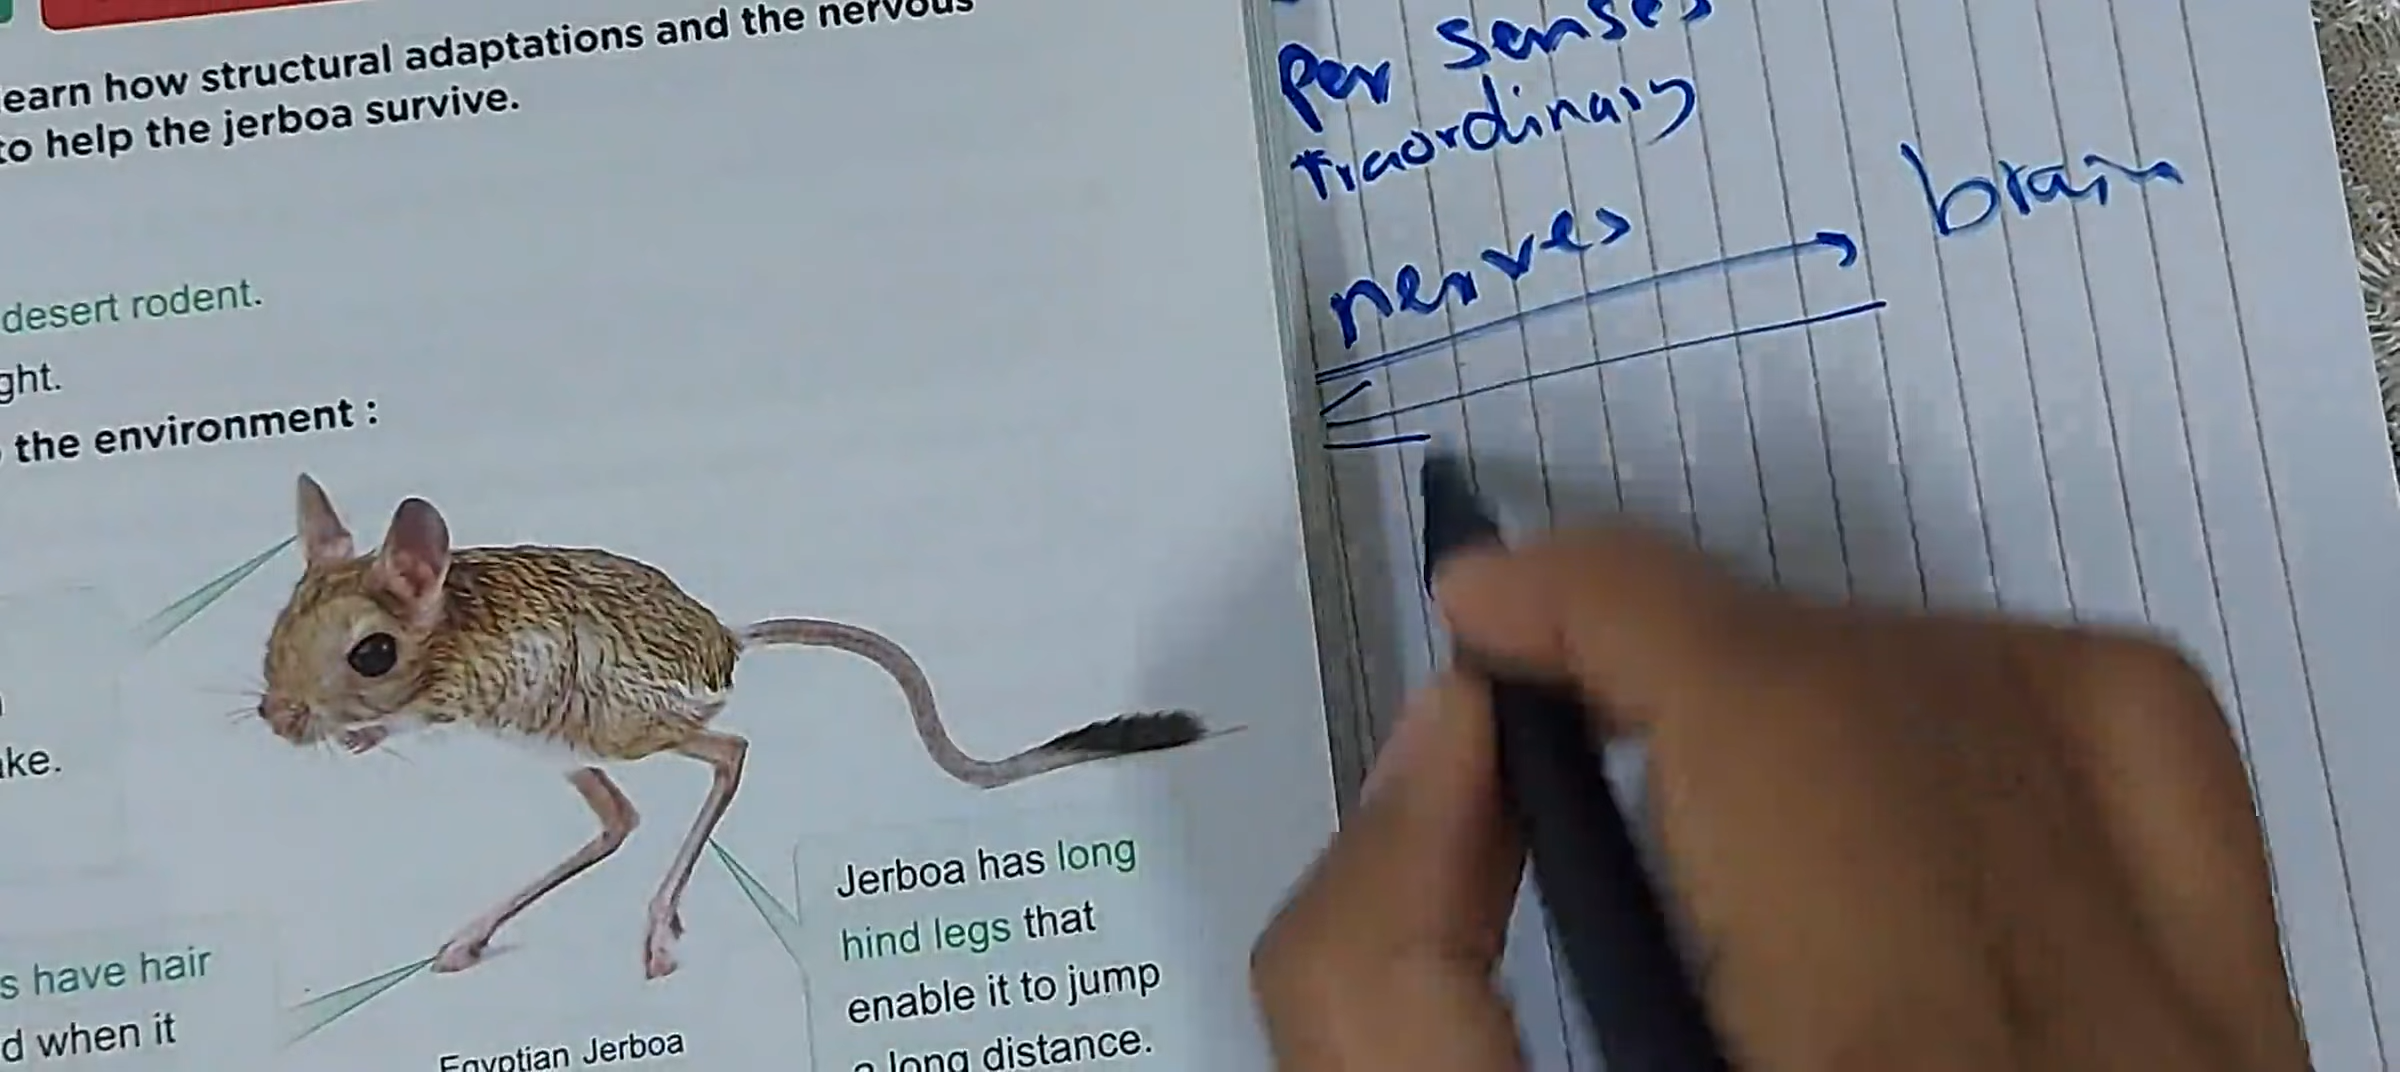 earn how structural adaptations and the nervous
to help the jerboa survive.
desert rodent.
ght.
the environment :
ke.
s have hair
d when it
Egyptian Jerboa
Jerboa has long
hind legs that
enable it to jump
a long distance.
per senses
traordinary
nerves
brain